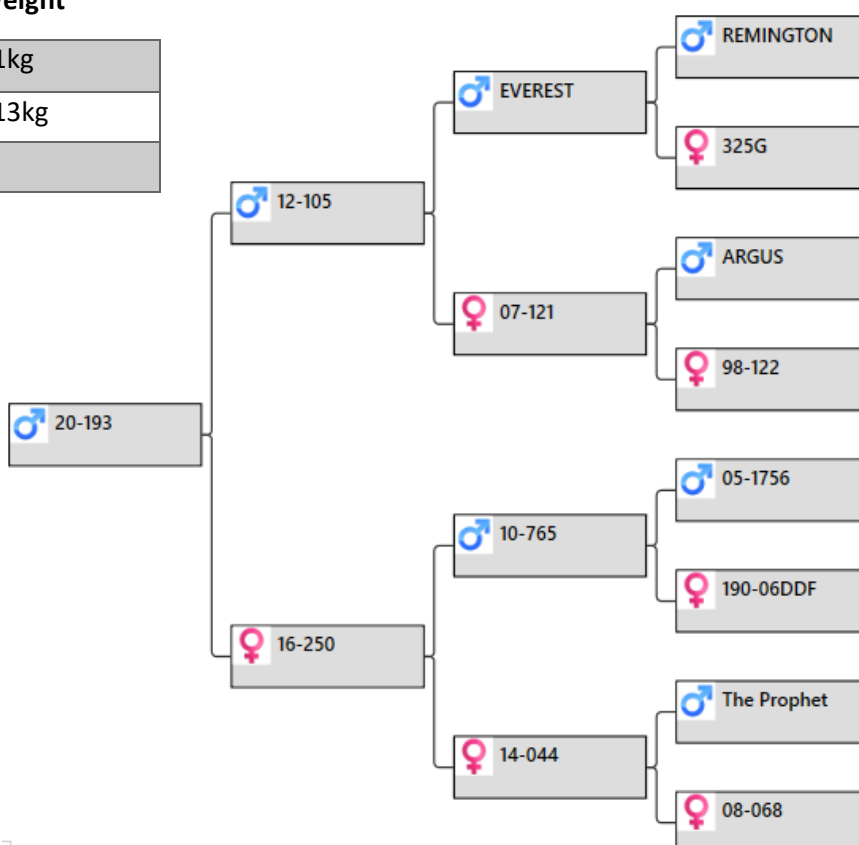 1kg
13kg
REMINGTON
EVEREST
325G
12-105
ARGUS
07-121
98-122
20-193
05-1756
10-765
190-06DDF
16-250
The Prophet
14-044
08-068